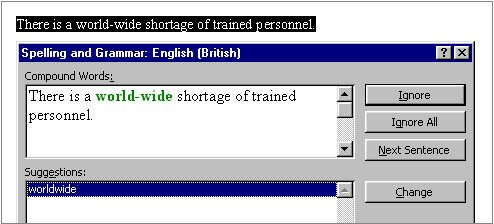 There is a world-wide shortage of trained personnel.
Spelling and Grammar: English (British)
Compound Words:
There is a world-wide shortage of trained
personnel.
Ignore
Ignore All
Next Sentence
Suggestions:
worldwide
Change